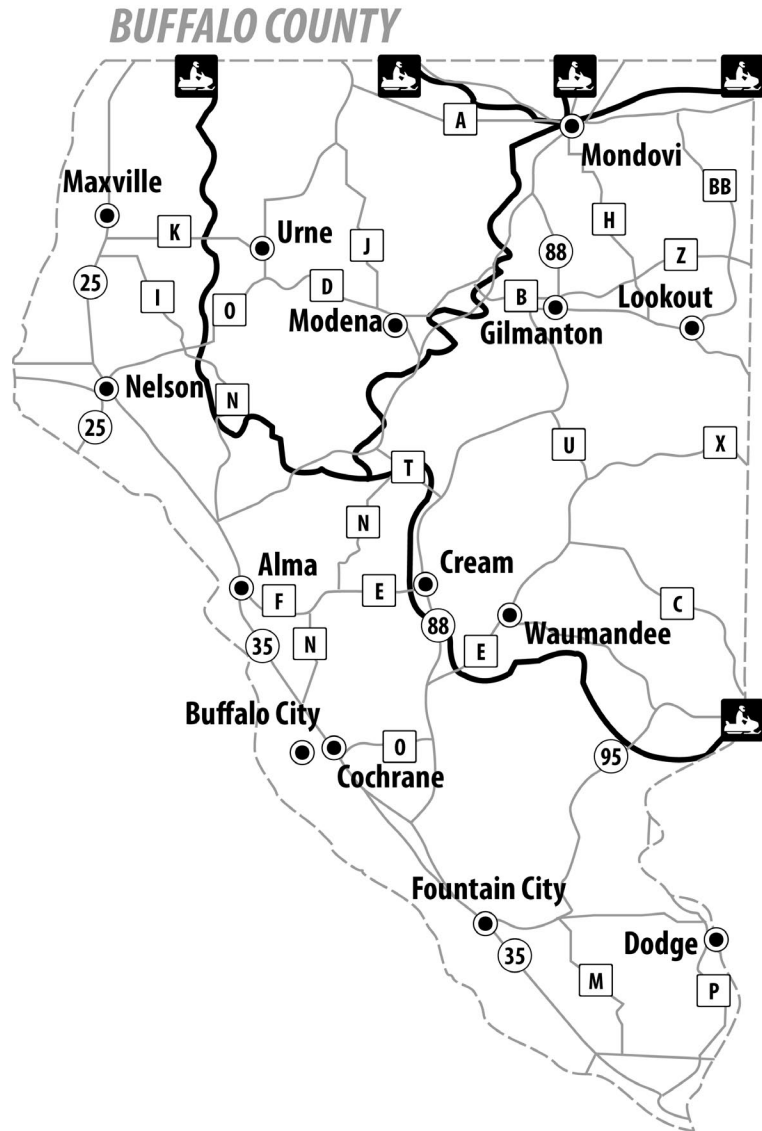 BUFFALO COUNTY
A
Mondovi
Maxville
BB
K
Urne
J
H
88
Z
25
I
O
D
Modena
B
Gilmanton
Lookout
Nelson
N
25
T
U
X
N
Alma
F
E
Cream
C
35
N
88
E
Waumandee
Buffalo City
O
Cochrane
95
Fountain City
35
Dodge
M
P